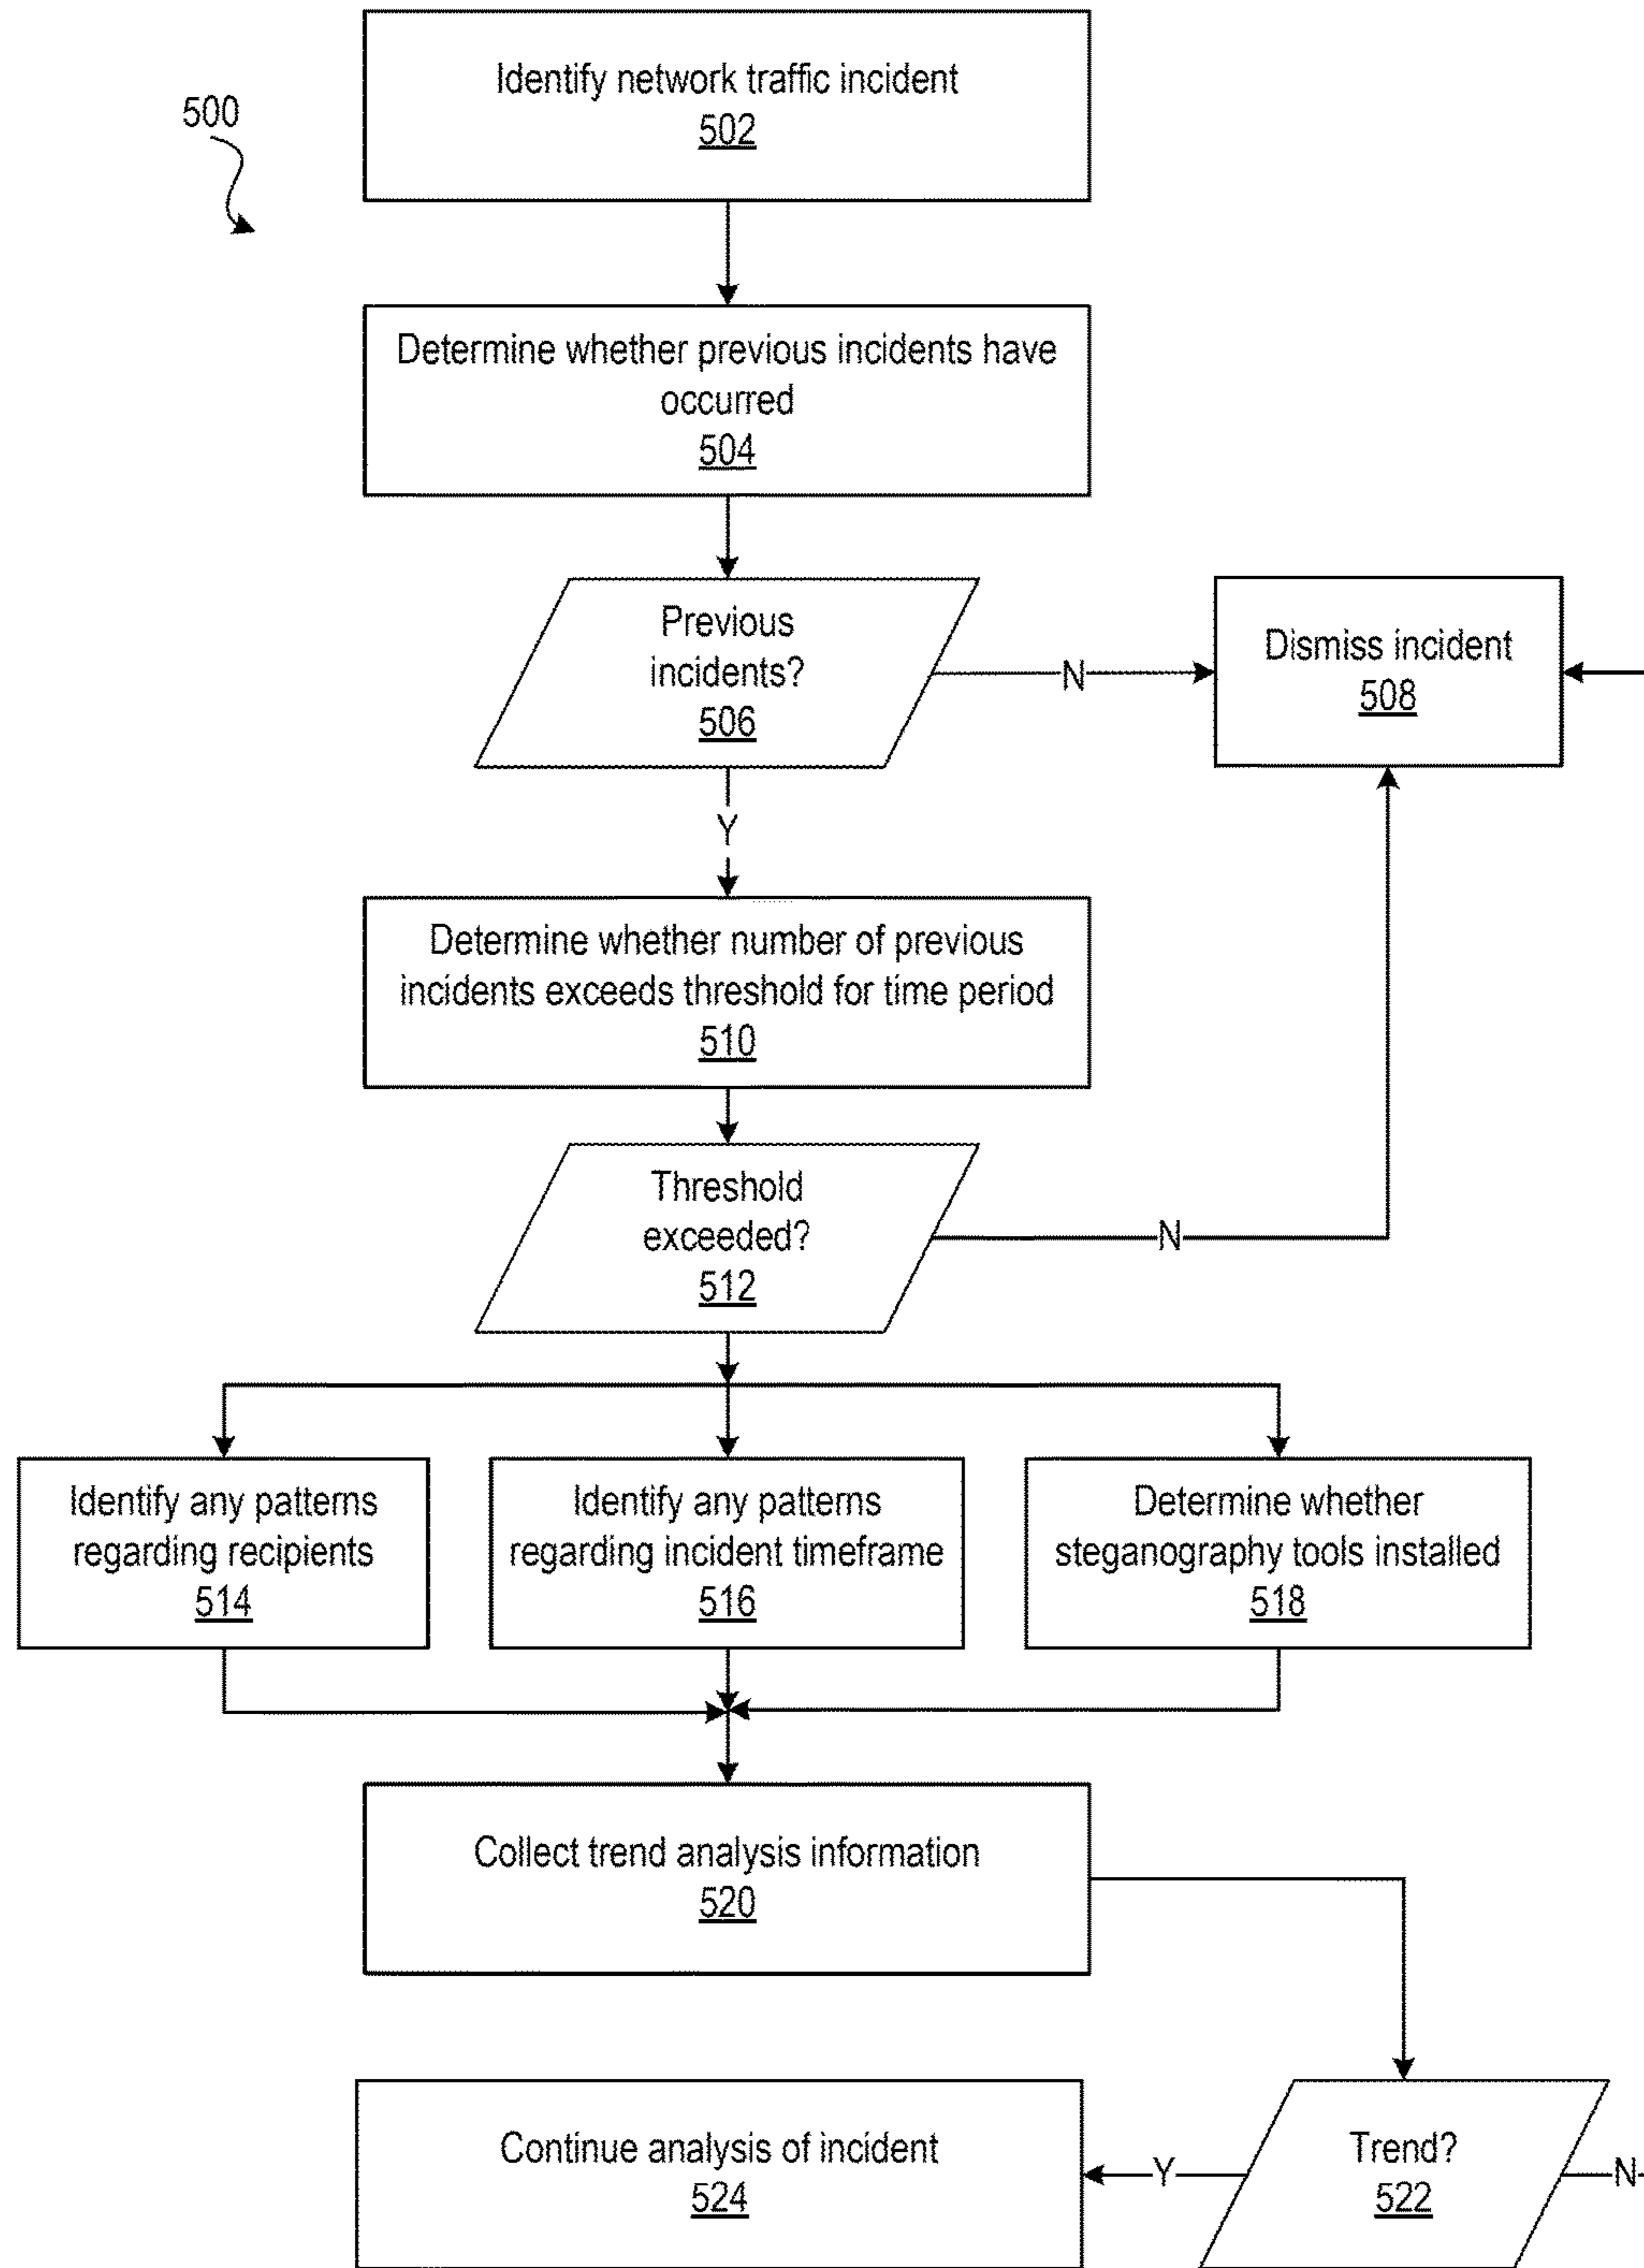 500
Identify network traffic incident
502
Determine whether previous incidents have
occurred
504
Previous
incidents?
506
N
Dismiss incident
508
Y
Determine whether number of previous
incidents exceeds threshold for time period
510
Threshold
exceeded?
512
N
Identify any patterns
regarding recipients
514
Identify any patterns
regarding incident timeframe
516
Determine whether
steganography tools installed
518
Collect trend analysis information
520
Continue analysis of incident
524
Y
Trend?
522
N